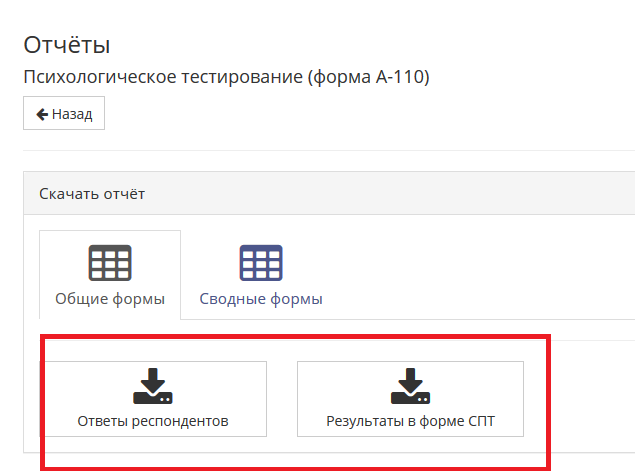 Отчёты
Психологическое тестирование (форма А-110)
Назад
Скачать отчёт
Общие формы
Сводные формы
Ответы респондентов
Результаты в форме СПТ